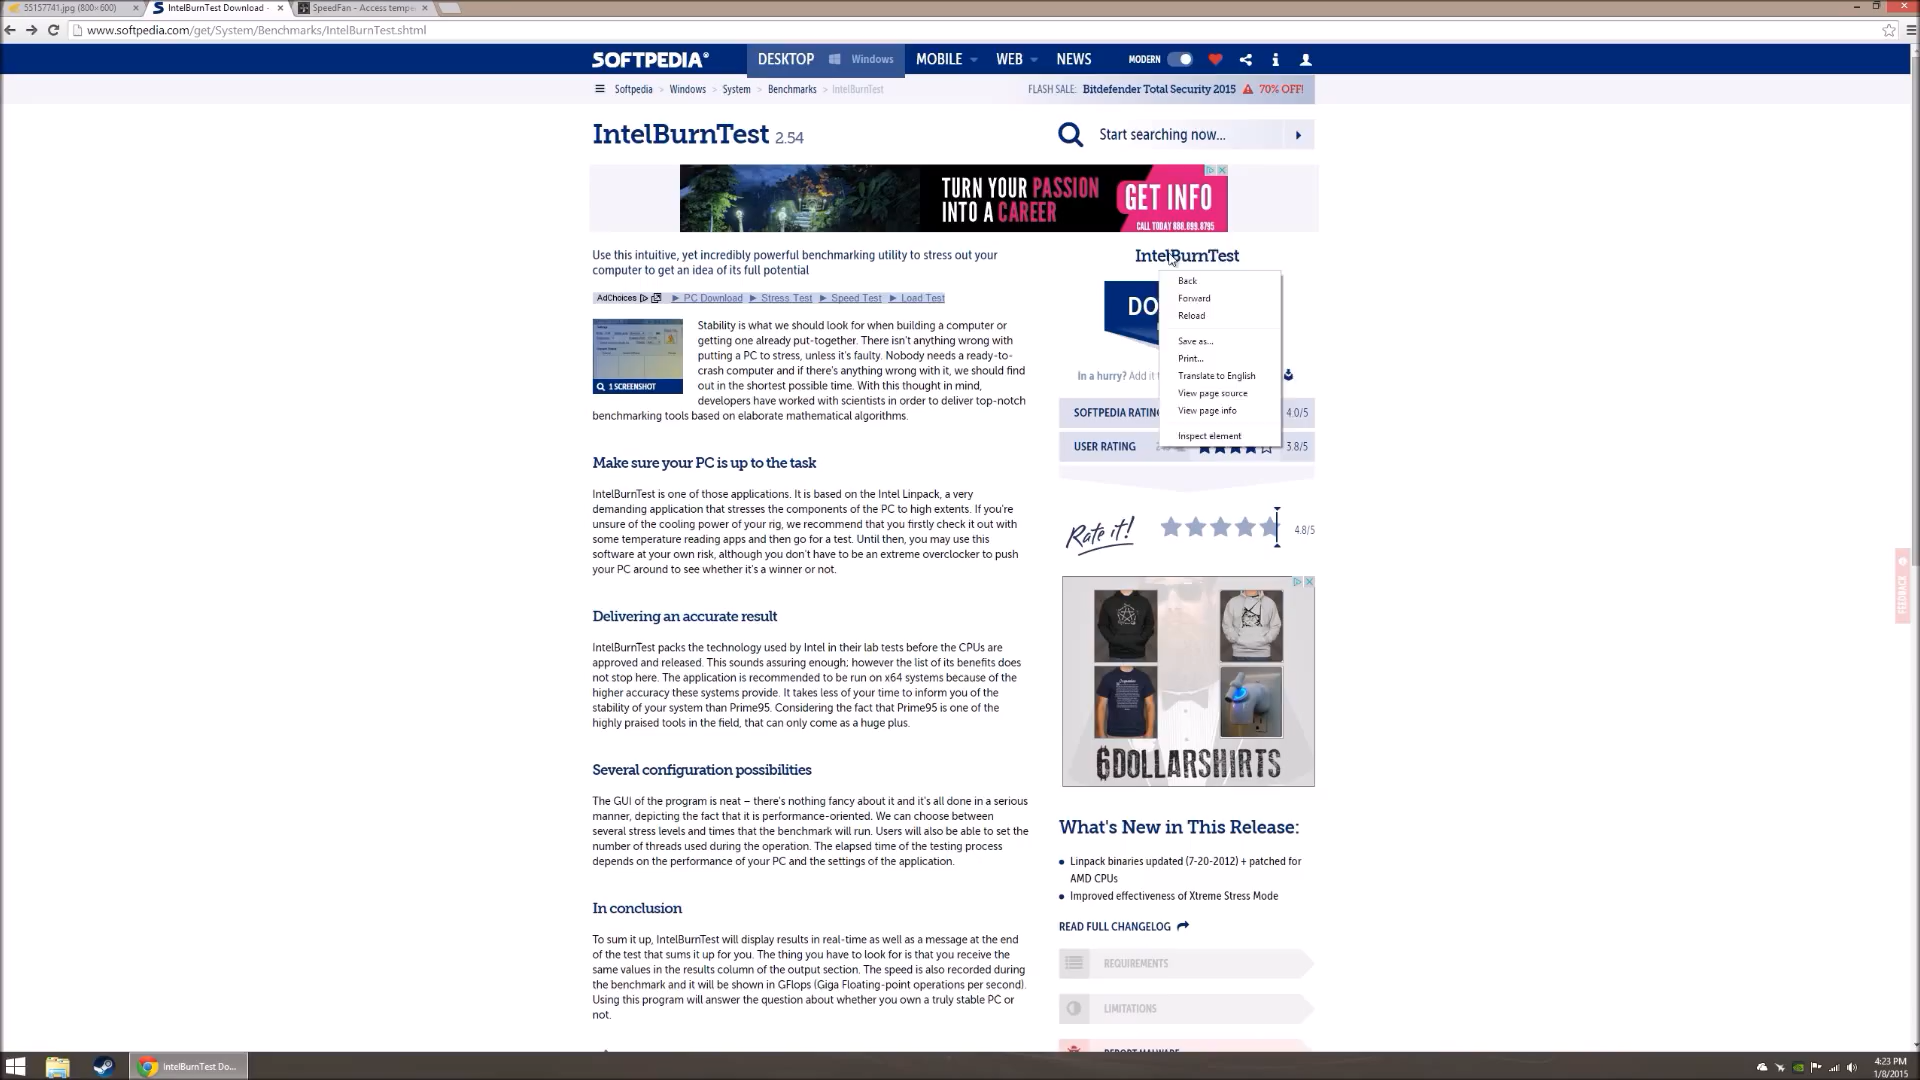 55157741.jpg (800×600)
IntelBurnTest Download -
SpeedFan - Access tempe
www.softpedia.com/get/System/Benchmarks/IntelBurnTest.shtml
SOFTPEDIA®
DESKTOP
Windows
MOBILE
WEB
NEWS
MODERN
Softpedia > Windows > System > Benchmarks > IntelBurnTest
FLASH SALE: Bitdefender Total Security 2015 70% OFF!
IntelBurnTest 2.54
Start searching now...
TURN YOUR PASSION
INTO A CAREER
GET INFO
CALL TODAY 888.899.8795
Use this intuitive, yet incredibly powerful benchmarking utility to stress out your
computer to get an idea of its full potential
AdChoices
► PC Download ► Stress Test ► Speed Test ► Load Test
1 SCREENSHOT
Stability is what we should look for when building a computer or
getting one already put-together. There isn't anything wrong with
putting a PC to stress, unless it's faulty. Nobody needs a ready-to-
crash computer and if there's anything wrong with it, we should find
out in the shortest possible time. With this thought in mind,
developers have worked with scientists in order to deliver top-notch
benchmarking tools based on elaborate mathematical algorithms.
Make sure your PC is up to the task
IntelBurnTest is one of those applications. It is based on the Intel Linpack, a very
demanding application that stresses the components of the PC to high extents. If you're
unsure of the cooling power of your rig, we recommend that you firstly check it out with
some temperature reading apps and then go for a test. Until then, you may use this
software at your own risk, although you don't have to be an extreme overclocker to push
your PC around to see whether it's a winner or not.
Delivering an accurate result
IntelBurnTest packs the technology used by Intel in their lab tests before the CPUs are
approved and released. This sounds assuring enough; however the list of its benefits does
not stop here. The application is recommended to be run on x64 systems because of the
higher accuracy these systems provide. It takes less of your time to inform you of the
stability of your system than Prime95. Considering the fact that Prime95 is one of the
highly praised tools in the field, that can only come as a huge plus.
Several configuration possibilities
The GUI of the program is neat – there's nothing fancy about it and it's all done in a serious
manner, depicting the fact that it is performance-oriented. We can choose between
several stress levels and times that the benchmark will run. Users will also be able to set the
number of threads used during the operation. The elapsed time of the testing process
depends on the performance of your PC and the settings of the application.
In conclusion
To sum it up, IntelBurnTest will display results in real-time as well as a message at the end
of the test that sums it up for you. The thing you have to look for is that you receive the
same values in the results column of the output section. The speed is also recorded during
the benchmark and it will be shown in GFlops (Giga Floating-point operations per second).
Using this program will answer the question about whether you own a truly stable PC or
not.
IntelBurnTest
DO
Back
Forward
Reload
Save as...
Print...
Translate to English
View page source
View page info
Inspect element
In a hurry? Add it
SOFTPEDIA RATING 4.0/5
USER RATING 3.8/5
Rate it! 4.8/5
6DOLLARSHIRTS
What's New in This Release:
Linpack binaries updated (7-20-2012) + patched for
AMD CPUs
Improved effectiveness of Xtreme Stress Mode
READ FULL CHANGELOG
REQUIREMENTS
LIMITATIONS
REPORT MALWARE
FEEDBACK
IntelBurnTest Do...
4:23 PM
1/8/2015